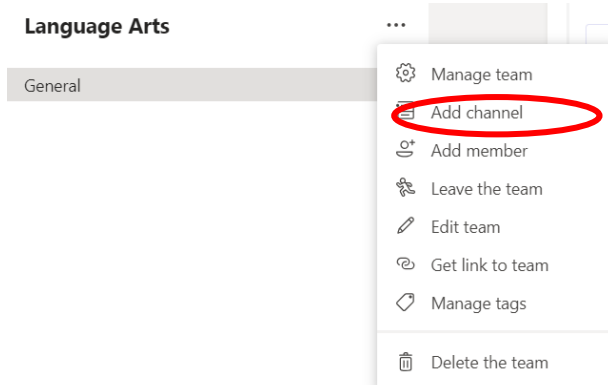 Language Arts
...
General
Manage team
Add channel
Add member
Leave the team
Edit team
Get link to team
Manage tags
Delete the team